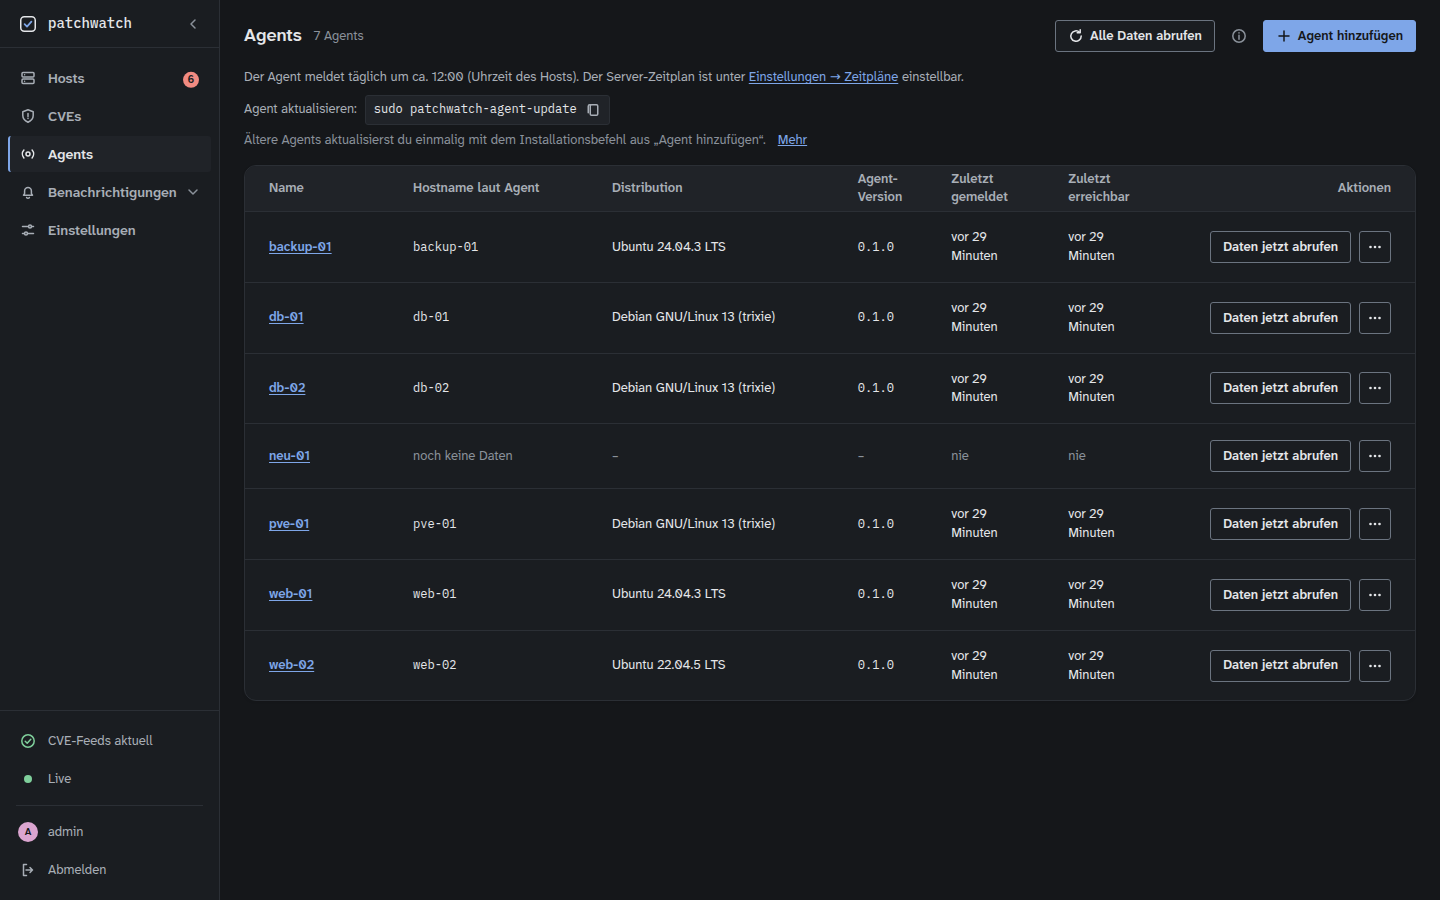 patchwatch
Hosts 6
CVEs
Agents
Benachrichtigungen
Einstellungen
CVE-Feeds aktuell
Live
A admin
Abmelden
Agents 7 Agents
Alle Daten abrufen
Agent hinzufügen
Der Agent meldet täglich um ca. 12:00 (Uhrzeit des Hosts). Der Server-Zeitplan ist unter Einstellungen → Zeitpläne einstellbar.
Agent aktualisieren: sudo patchwatch-agent-update
Ältere Agents aktualisierst du einmalig mit dem Installationsbefehl aus „Agent hinzufügen“. Mehr
Name Hostname laut Agent Distribution Agent-Version Zuletzt gemeldet Zuletzt erreichbar Aktionen
backup-01 backup-01 Ubuntu 24.04.3 LTS 0.1.0 vor 29 Minuten vor 29 Minuten Daten jetzt abrufen
db-01 db-01 Debian GNU/Linux 13 (trixie) 0.1.0 vor 29 Minuten vor 29 Minuten Daten jetzt abrufen
db-02 db-02 Debian GNU/Linux 13 (trixie) 0.1.0 vor 29 Minuten vor 29 Minuten Daten jetzt abrufen
neu-01 noch keine Daten – – nie nie Daten jetzt abrufen
pve-01 pve-01 Debian GNU/Linux 13 (trixie) 0.1.0 vor 29 Minuten vor 29 Minuten Daten jetzt abrufen
web-01 web-01 Ubuntu 24.04.3 LTS 0.1.0 vor 29 Minuten vor 29 Minuten Daten jetzt abrufen
web-02 web-02 Ubuntu 22.04.5 LTS 0.1.0 vor 29 Minuten vor 29 Minuten Daten jetzt abrufen